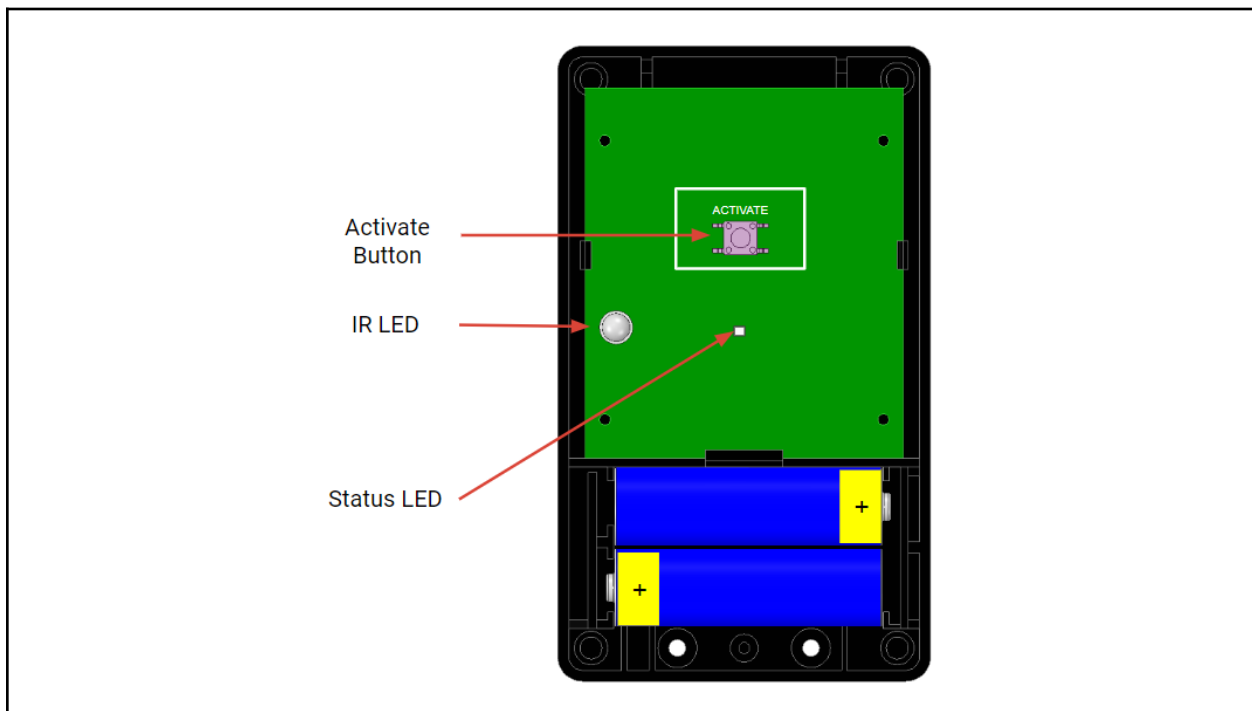 ACTIVATE
Activate
Button
IR LED
Status LED
+
+